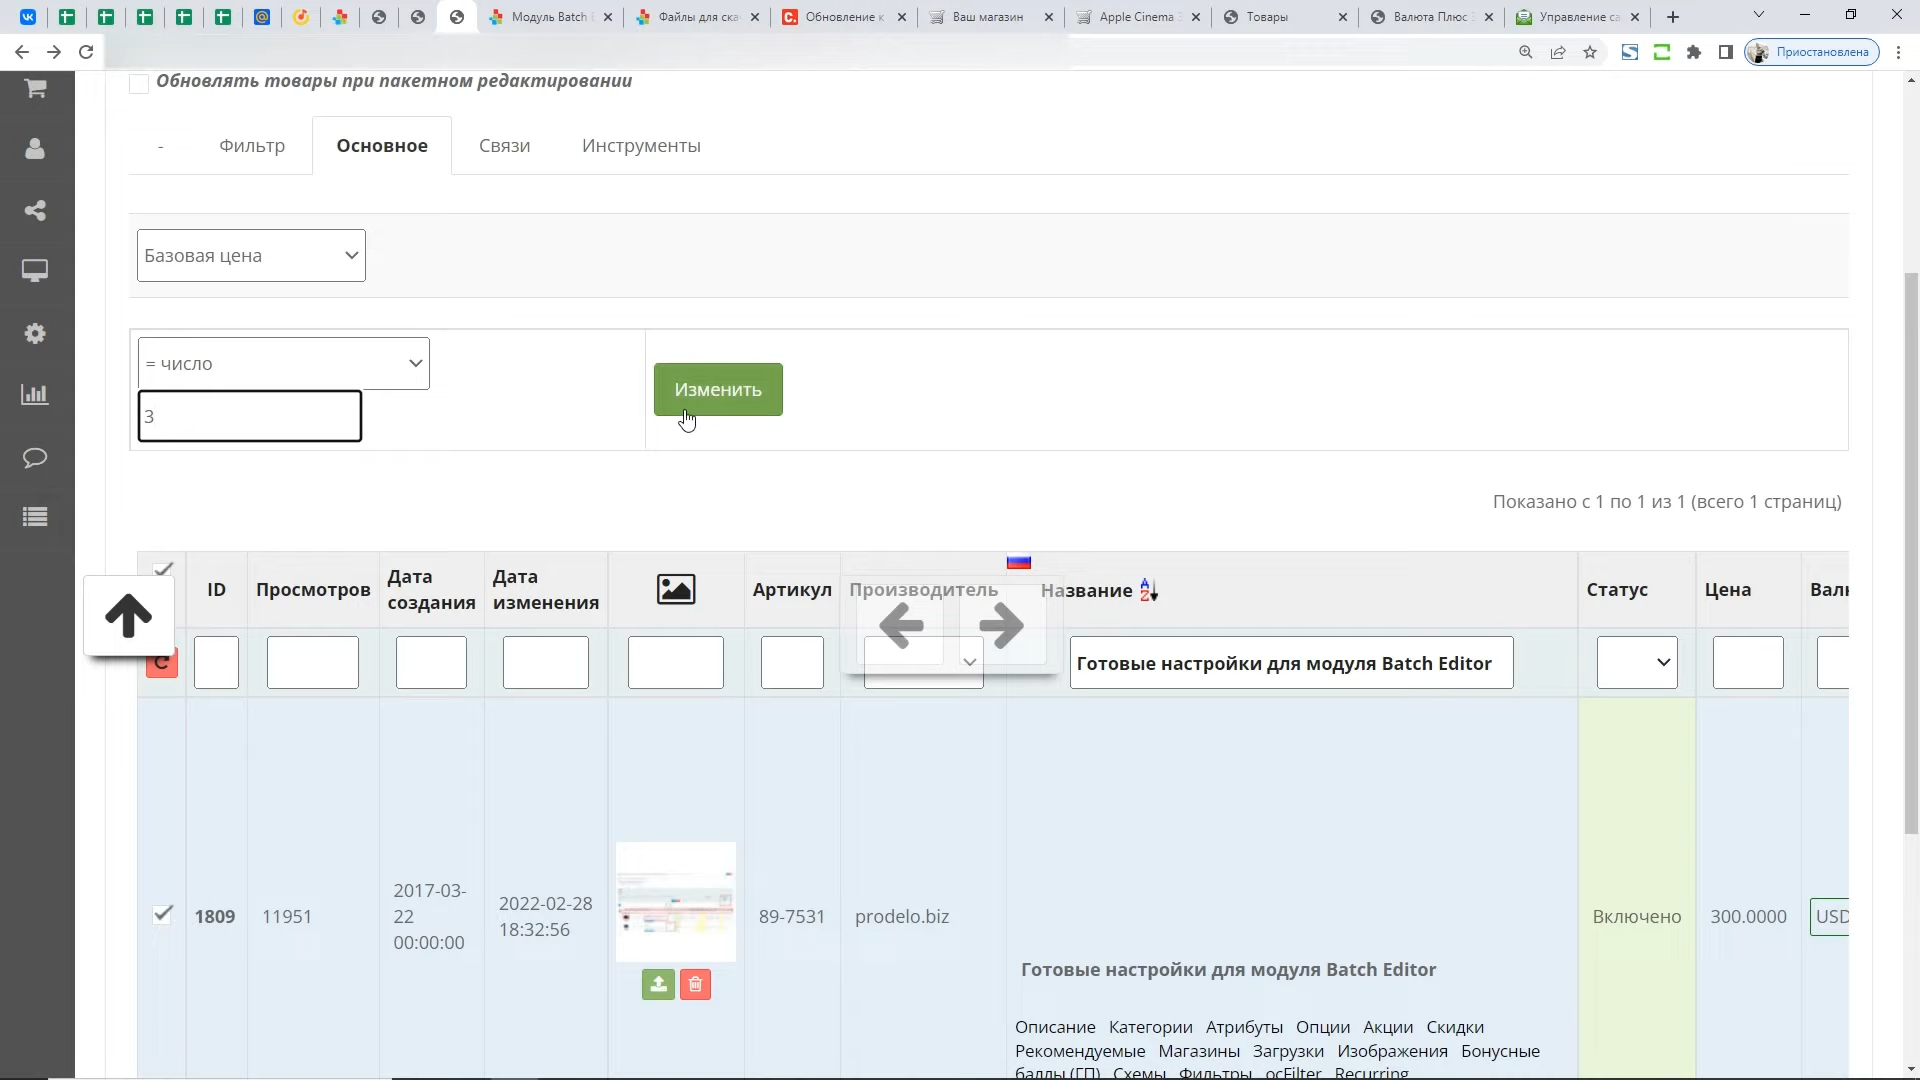 Модуль Batch
Файлы для ска
Обновление к
Ваш магазин
Apple Cinema
Товары
Валюта Плюс
Управление са
Приостановлена
Обновлять товары при пакетном редактировании
-
Фильтр
Основное
Связи
Инструменты
Базовая цена
= число
3
Изменить
Показано с 1 по 1 из 1 (всего 1 страниц)
ID
Просмотров
Дата создания
Дата изменения
Артикул
Производитель
Название
Статус
Цена
Валю
Готовые настройки для модуля Batch Editor
1809
11951
2017-03-
22
00:00:00
2022-02-28
18:32:56
89-7531
prodelo.biz
Включено
300.0000
USD
Готовые настройки для модуля Batch Editor
Описание Категории Атрибуты Опции Акции Скидки
Рекомендуемые Магазины Загрузки Изображения Бонусные
баллы (ГП) Схемы Фильтры ocFilter Recurring